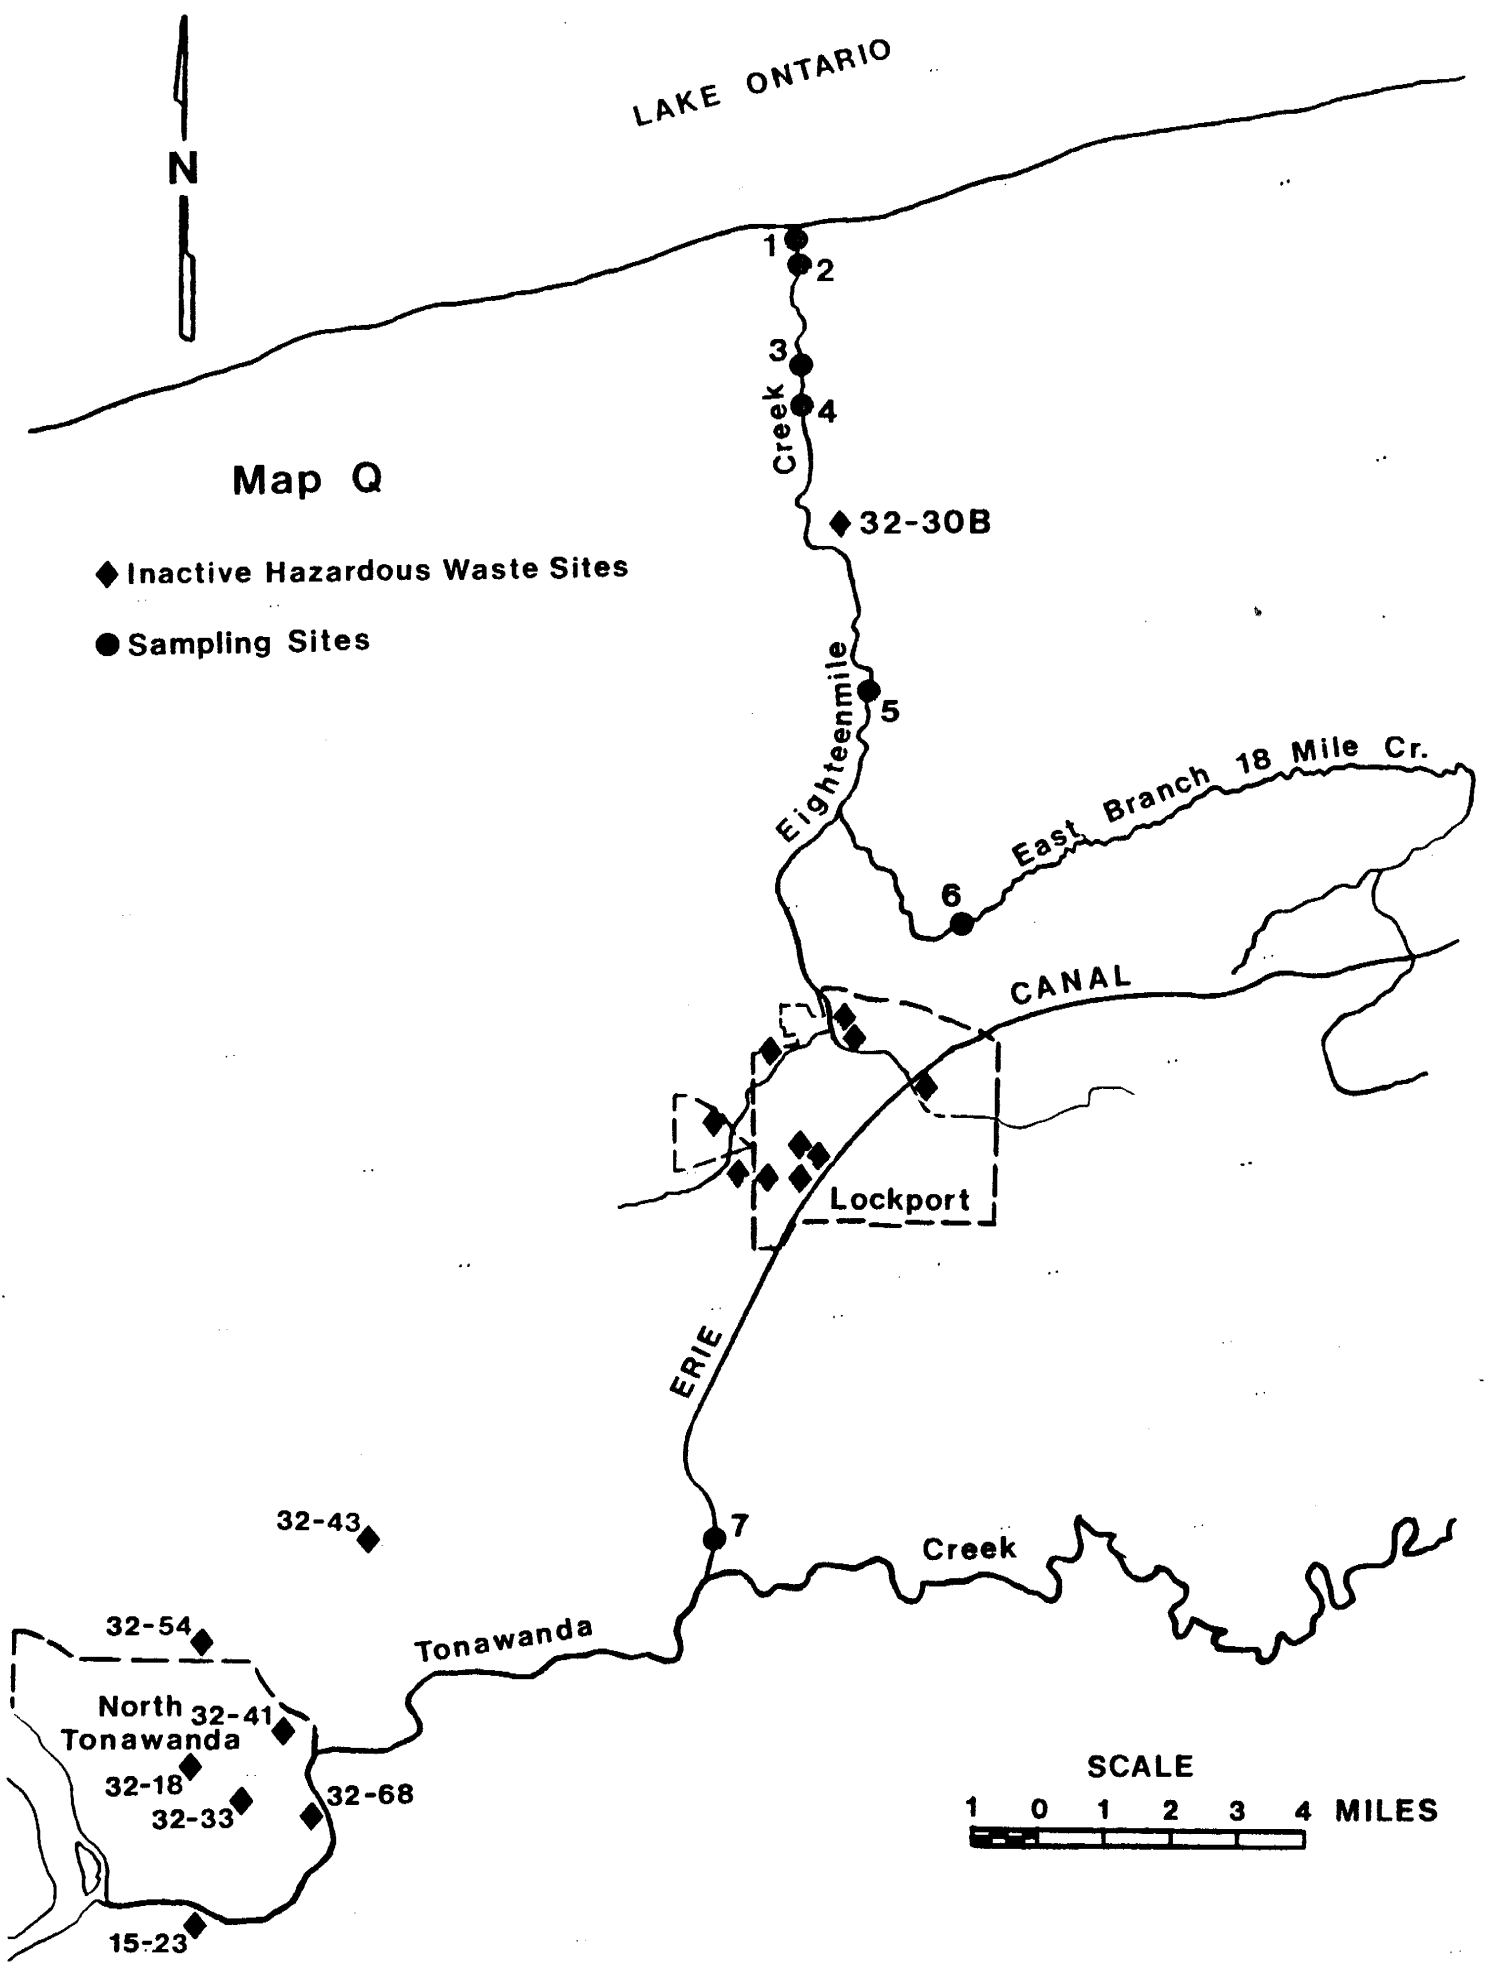 LAKE ONTARIO
N
1
2
3
4
Creek
Map Q
32-30B
Inactive Hazardous Waste Sites
Sampling Sites
5
Eighteenmile
East Branch 18 Mile Cr.
6
CANAL
Lockport
ERIE
7
32-43
Creek
Tonawanda
32-54
North
Tonawanda
32-41
32-18
32-33
32-68
15-23
SCALE
1 0 1 2 3 4 MILES